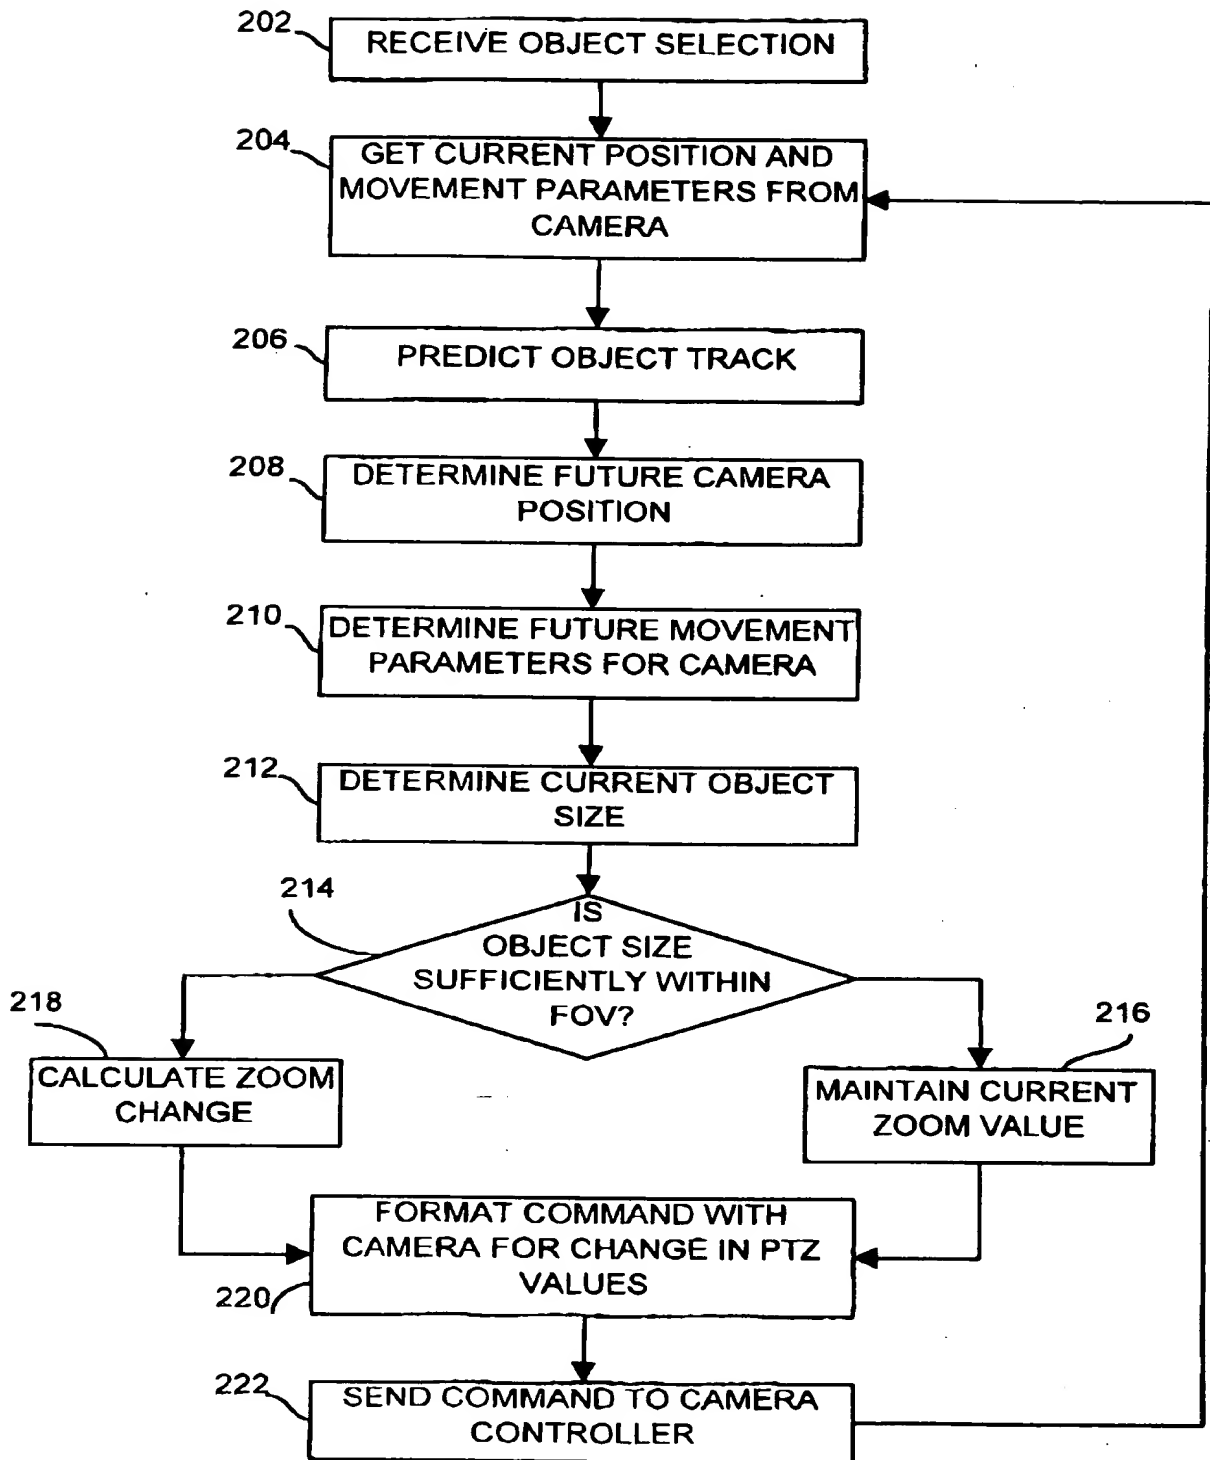 202
RECEIVE OBJECT SELECTION
204
GET CURRENT POSITION AND
MOVEMENT PARAMETERS FROM
CAMERA
206
PREDICT OBJECT TRACK
208
DETERMINE FUTURE CAMERA
POSITION
210
DETERMINE FUTURE MOVEMENT
PARAMETERS FOR CAMERA
212
DETERMINE CURRENT OBJECT
SIZE
214
IS
OBJECT SIZE
SUFFICIENTLY WITHIN
FOV?
218
CALCULATE ZOOM
CHANGE
216
MAINTAIN CURRENT
ZOOM VALUE
FORMAT COMMAND WITH
CAMERA FOR CHANGE IN PTZ
VALUES
220
222
SEND COMMAND TO CAMERA
CONTROLLER